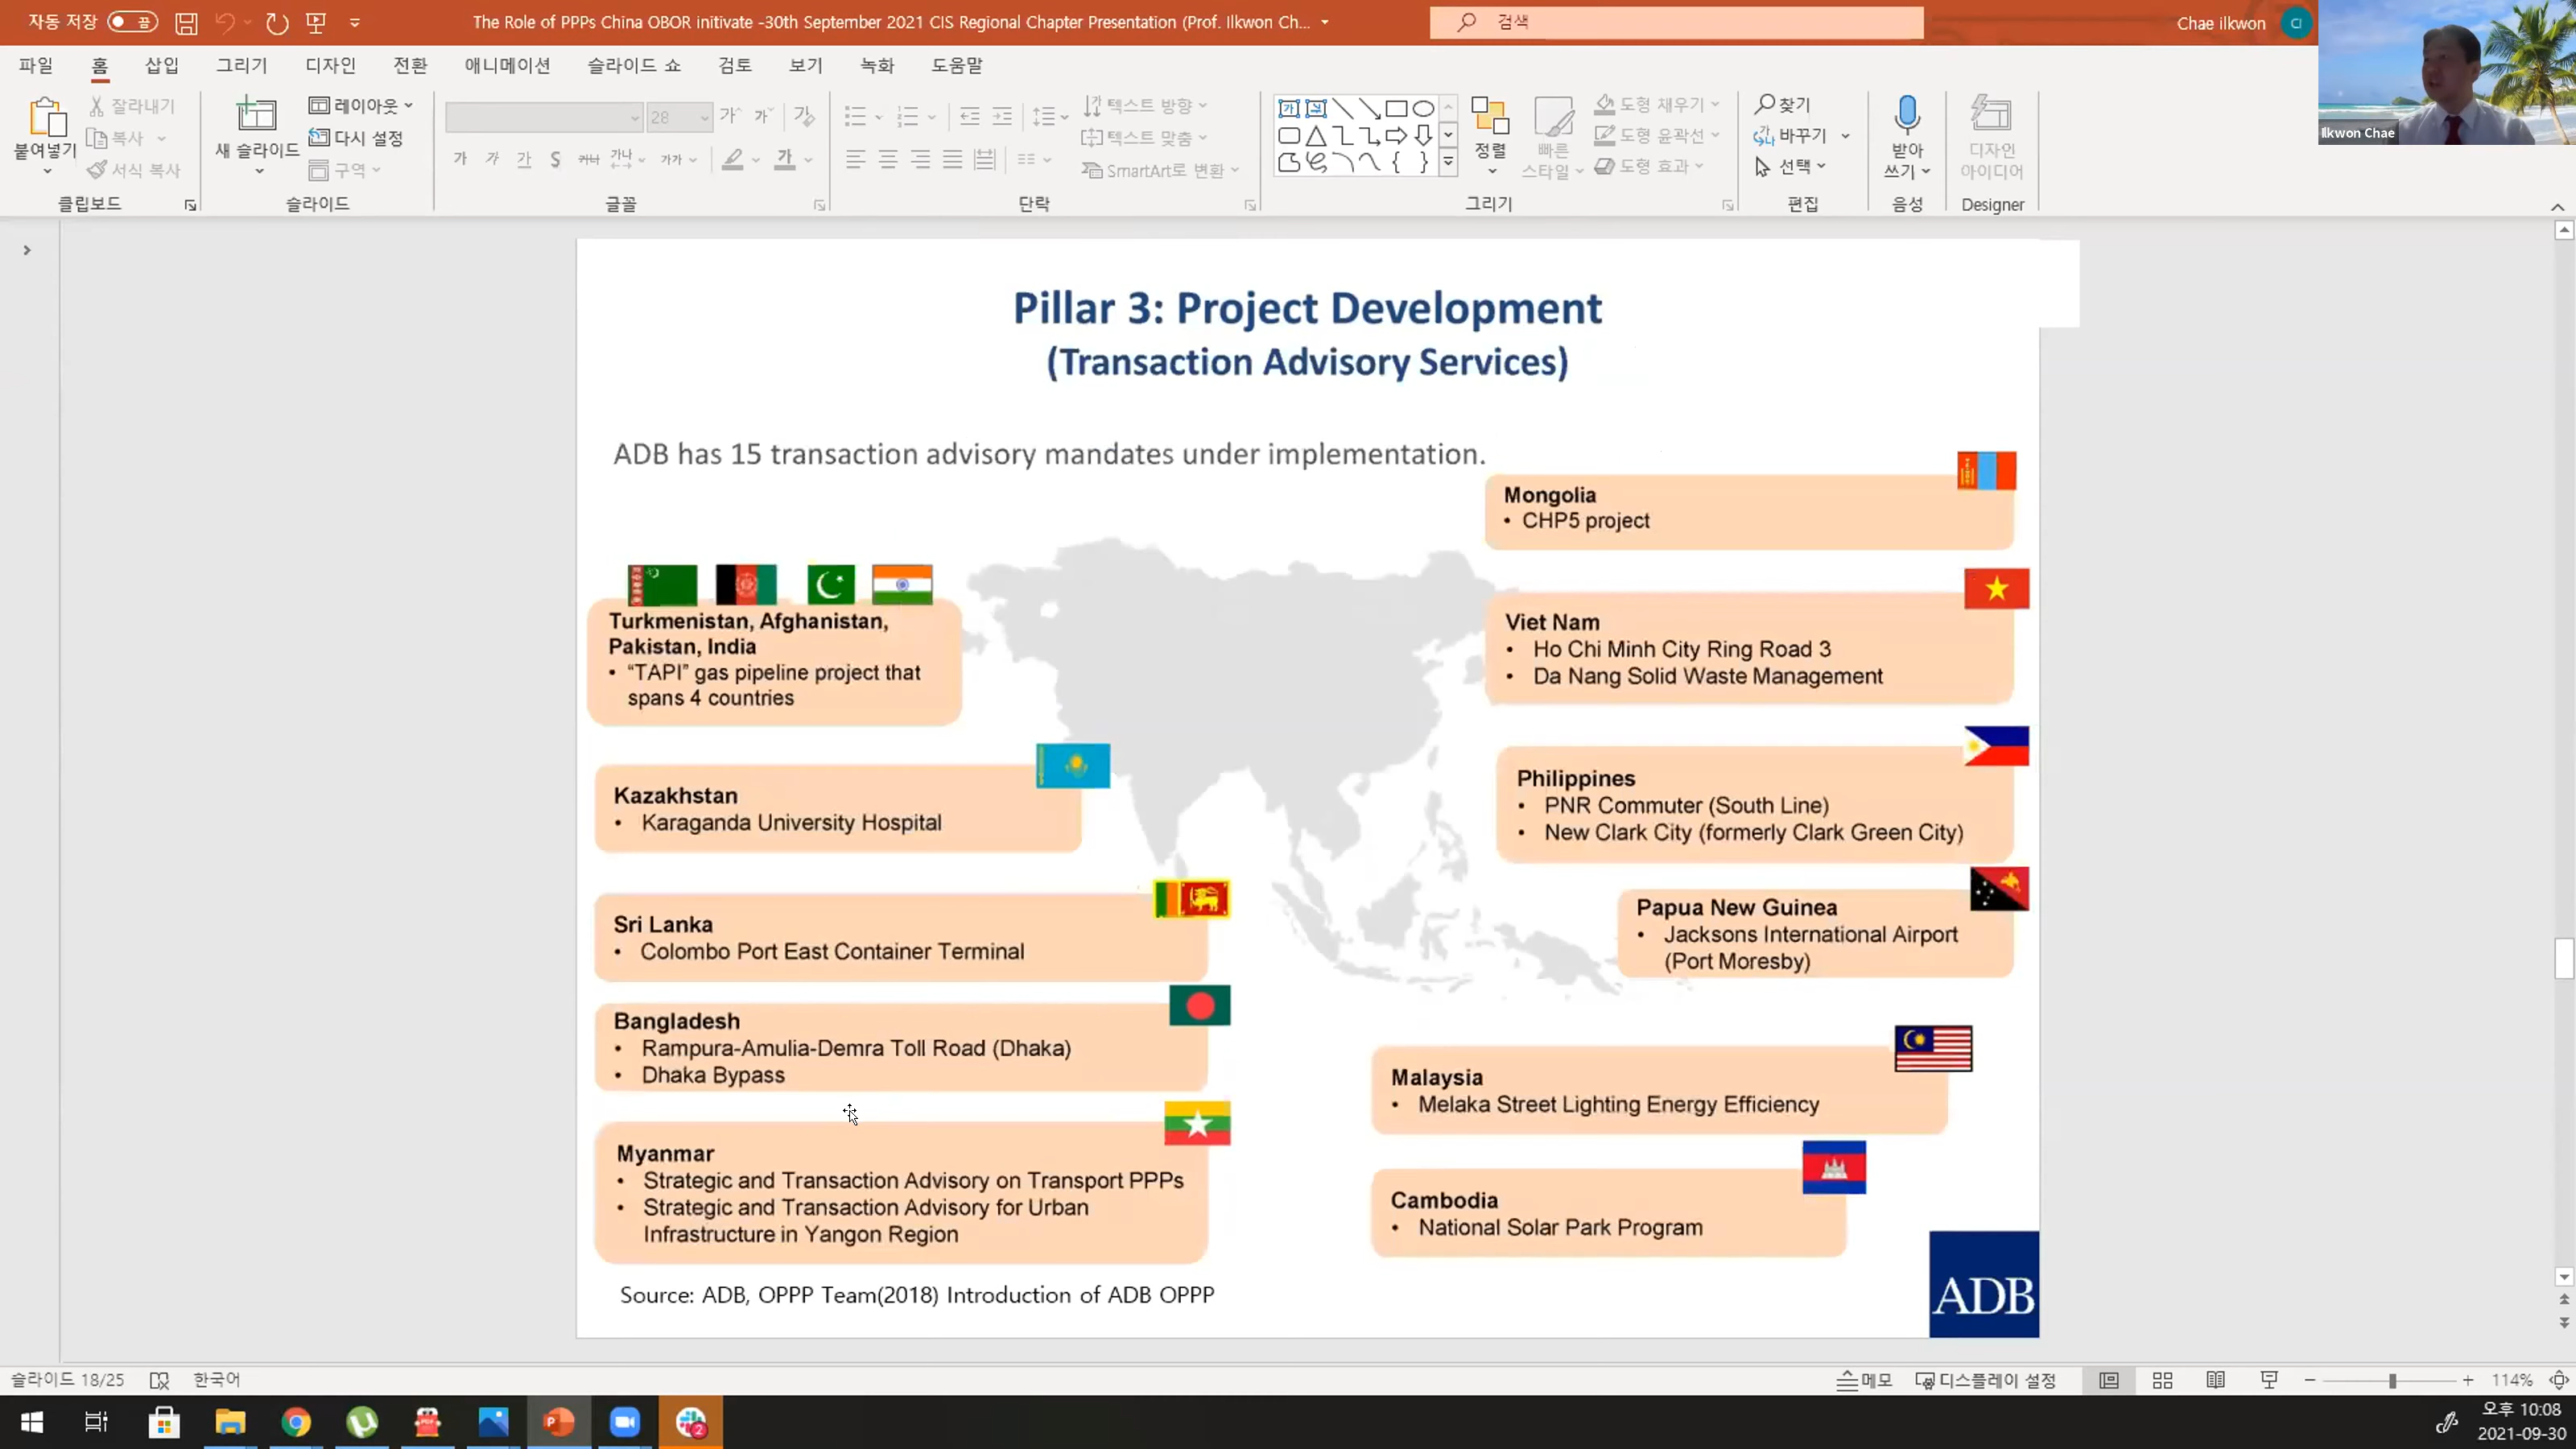 자동 저장 끔
The Role of PPPs China OBOR initivate -30th September 2021 CIS Regional Chapter Presentation (Prof. Ilkwon Ch...
검색
Chae ilkwon
CI
Ilkwon Chae
파일 홈 삽입 그리기 디자인 전환 애니메이션 슬라이드 쇼 검토 보기 녹화 도움말
붙여넣기
잘라내기
복사
서식 복사
클립보드
새 슬라이드
레이아웃
다시 설정
구역
슬라이드
28
글꼴
텍스트 방향
텍스트 맞춤
SmartArt로 변환
단락
정렬
빠른 스타일
도형 채우기
도형 윤곽선
도형 효과
그리기
찾기
바꾸기
선택
편집
받아쓰기
음성
디자인 아이디어
Designer
Pillar 3: Project Development
(Transaction Advisory Services)
ADB has 15 transaction advisory mandates under implementation.
Turkmenistan, Afghanistan,
Pakistan, India
• “TAPI” gas pipeline project that
spans 4 countries
Kazakhstan
• Karaganda University Hospital
Sri Lanka
• Colombo Port East Container Terminal
Bangladesh
• Rampura-Amulia-Demra Toll Road (Dhaka)
• Dhaka Bypass
Myanmar
• Strategic and Transaction Advisory on Transport PPPs
• Strategic and Transaction Advisory for Urban
Infrastructure in Yangon Region
Mongolia
• CHP5 project
Viet Nam
• Ho Chi Minh City Ring Road 3
• Da Nang Solid Waste Management
Philippines
• PNR Commuter (South Line)
• New Clark City (formerly Clark Green City)
Papua New Guinea
• Jacksons International Airport
(Port Moresby)
Malaysia
• Melaka Street Lighting Energy Efficiency
Cambodia
• National Solar Park Program
Source: ADB, OPPP Team(2018) Introduction of ADB OPPP
ADB
슬라이드 18/25 한국어
메모 디스플레이 설정 114%
2
오후 10:08
2021-09-30